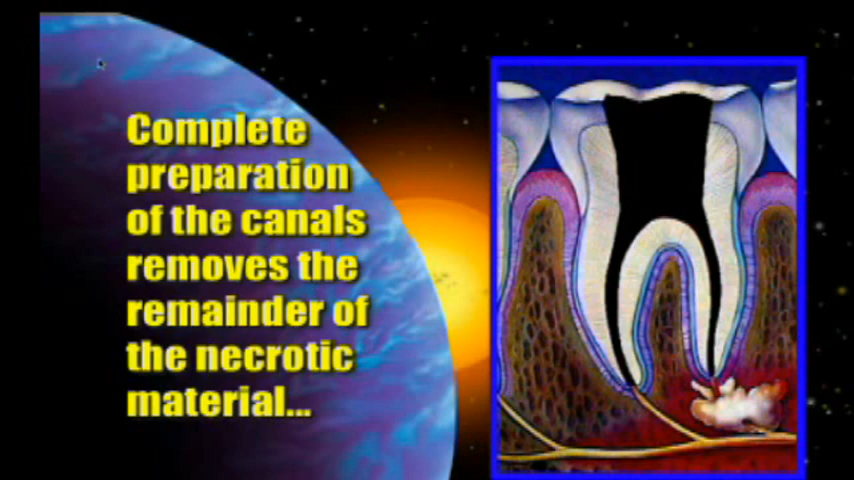 Complete
preparation
of the canals
removes the
remainder of
the necrotic
material...